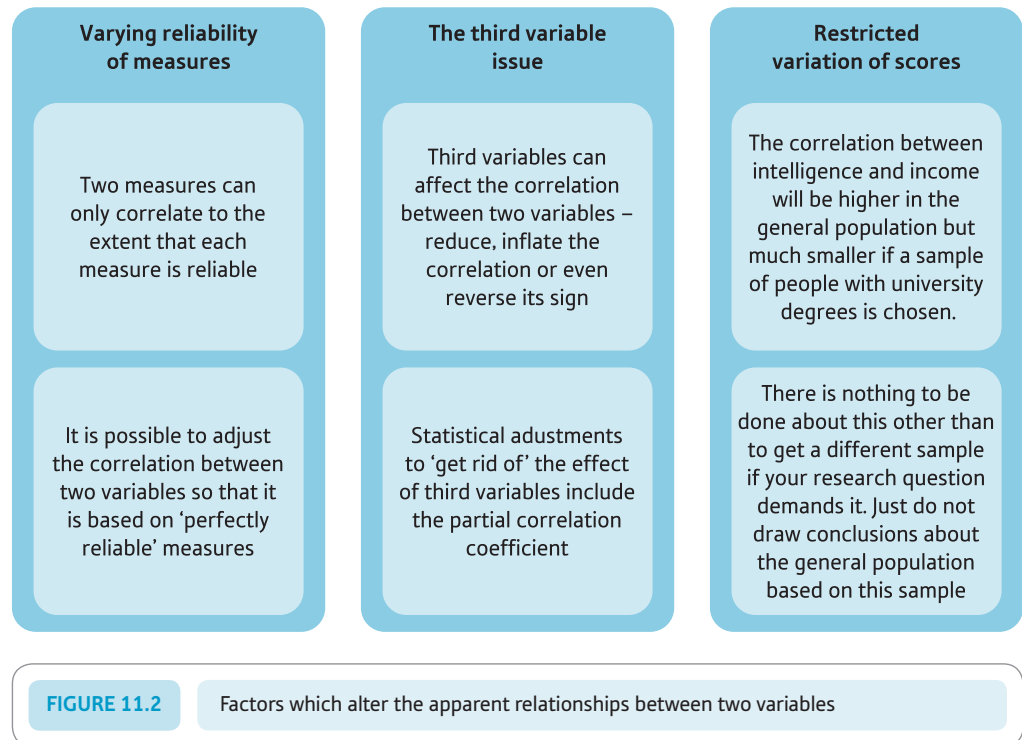 Varying reliability
of measures
Two measures can
only correlate to the
extent that each
measure is reliable
It is possible to adjust
the correlation between
two variables so that it
is based on ‘perfectly
reliable’ measures
The third variable
issue
Third variables can
affect the correlation
between two variables –
reduce, inflate the
correlation or even
reverse its sign
Statistical adustments
to ‘get rid of’ the effect
of third variables include
the partial correlation
coefficient
Restricted
variation of scores
The correlation between
intelligence and income
will be higher in the
general population but
much smaller if a sample
of people with university
degrees is chosen.
There is nothing to be
done about this other than
to get a different sample
if your research question
demands it. Just do not
draw conclusions about
the general population
based on this sample
FIGURE 11.2 Factors which alter the apparent relationships between two variables